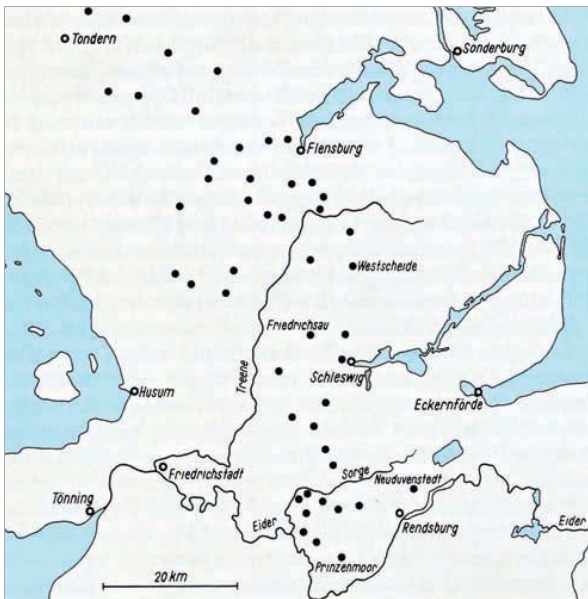 Tondern
Sonderburg
Flensburg
Westscheide
Friedrichsau
Treene
Schleswig
Husum
Eckernförde
Friedrichstadt
Sorge
Neuduvenstedt
Tönning
Eider
Rendsburg
Eider
Prinzenmoor
20 km